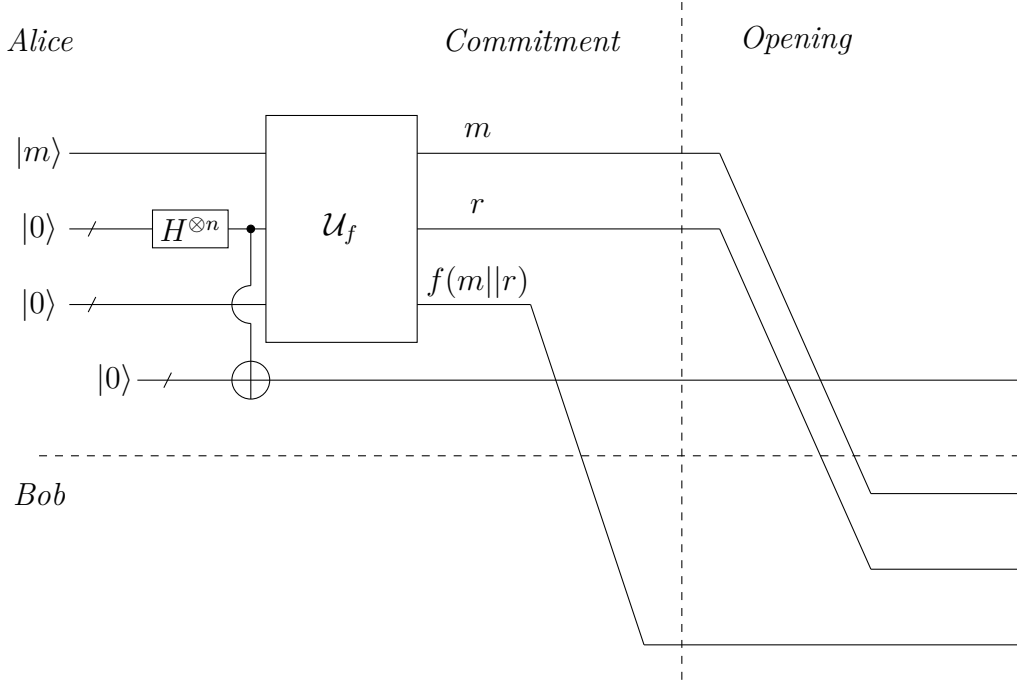 Alice Commitment Opening
|m⟩ m
|0⟩ H^{⊗n} 𝒰_f r
|0⟩ f(m||r)
|0⟩
Bob